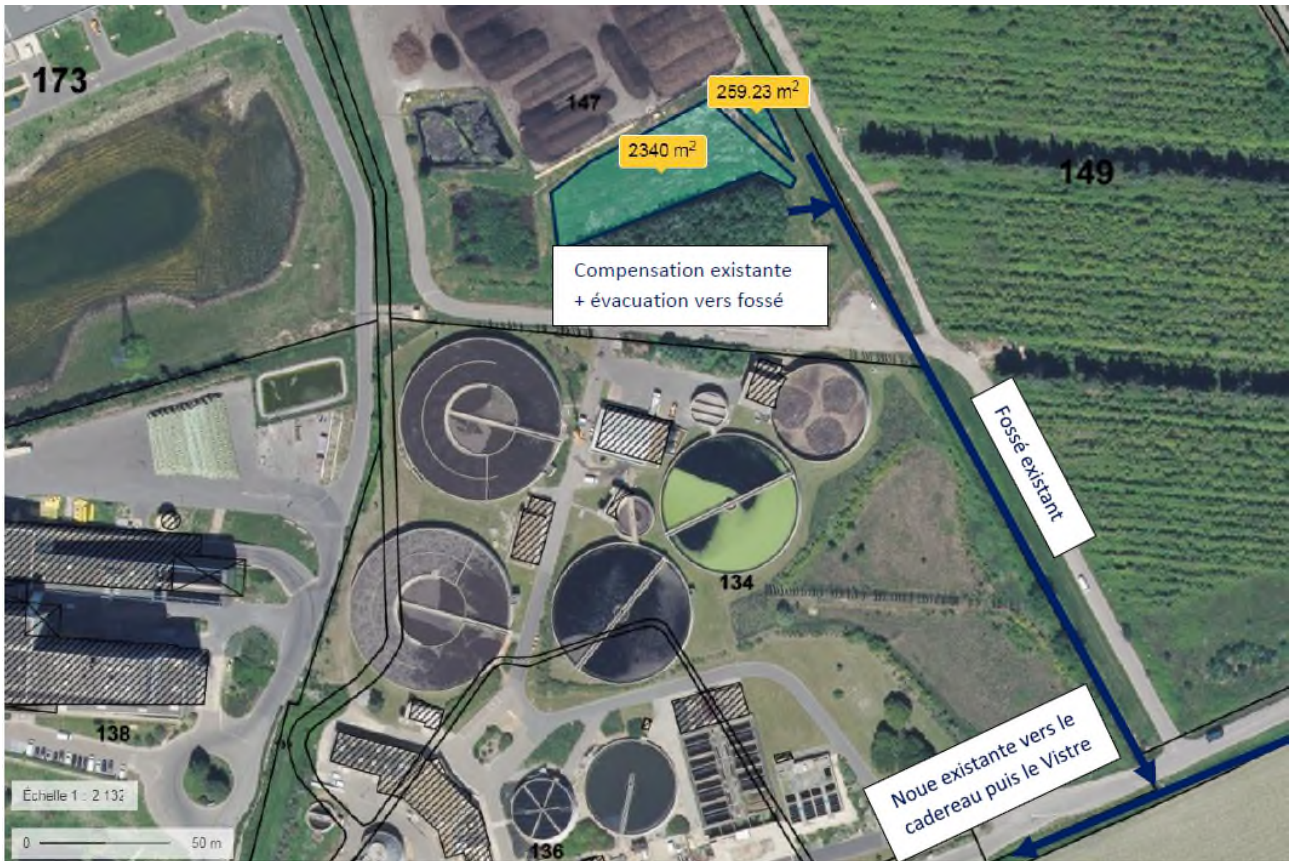 173
147
259.23 m²
2340 m²
149
Compensation existante
+ évacuation vers fossé
Fossé existant
134
138
Noue existante vers le
cadereau puis le Vistre
136
Échelle 1 : 2 132
0 50 m